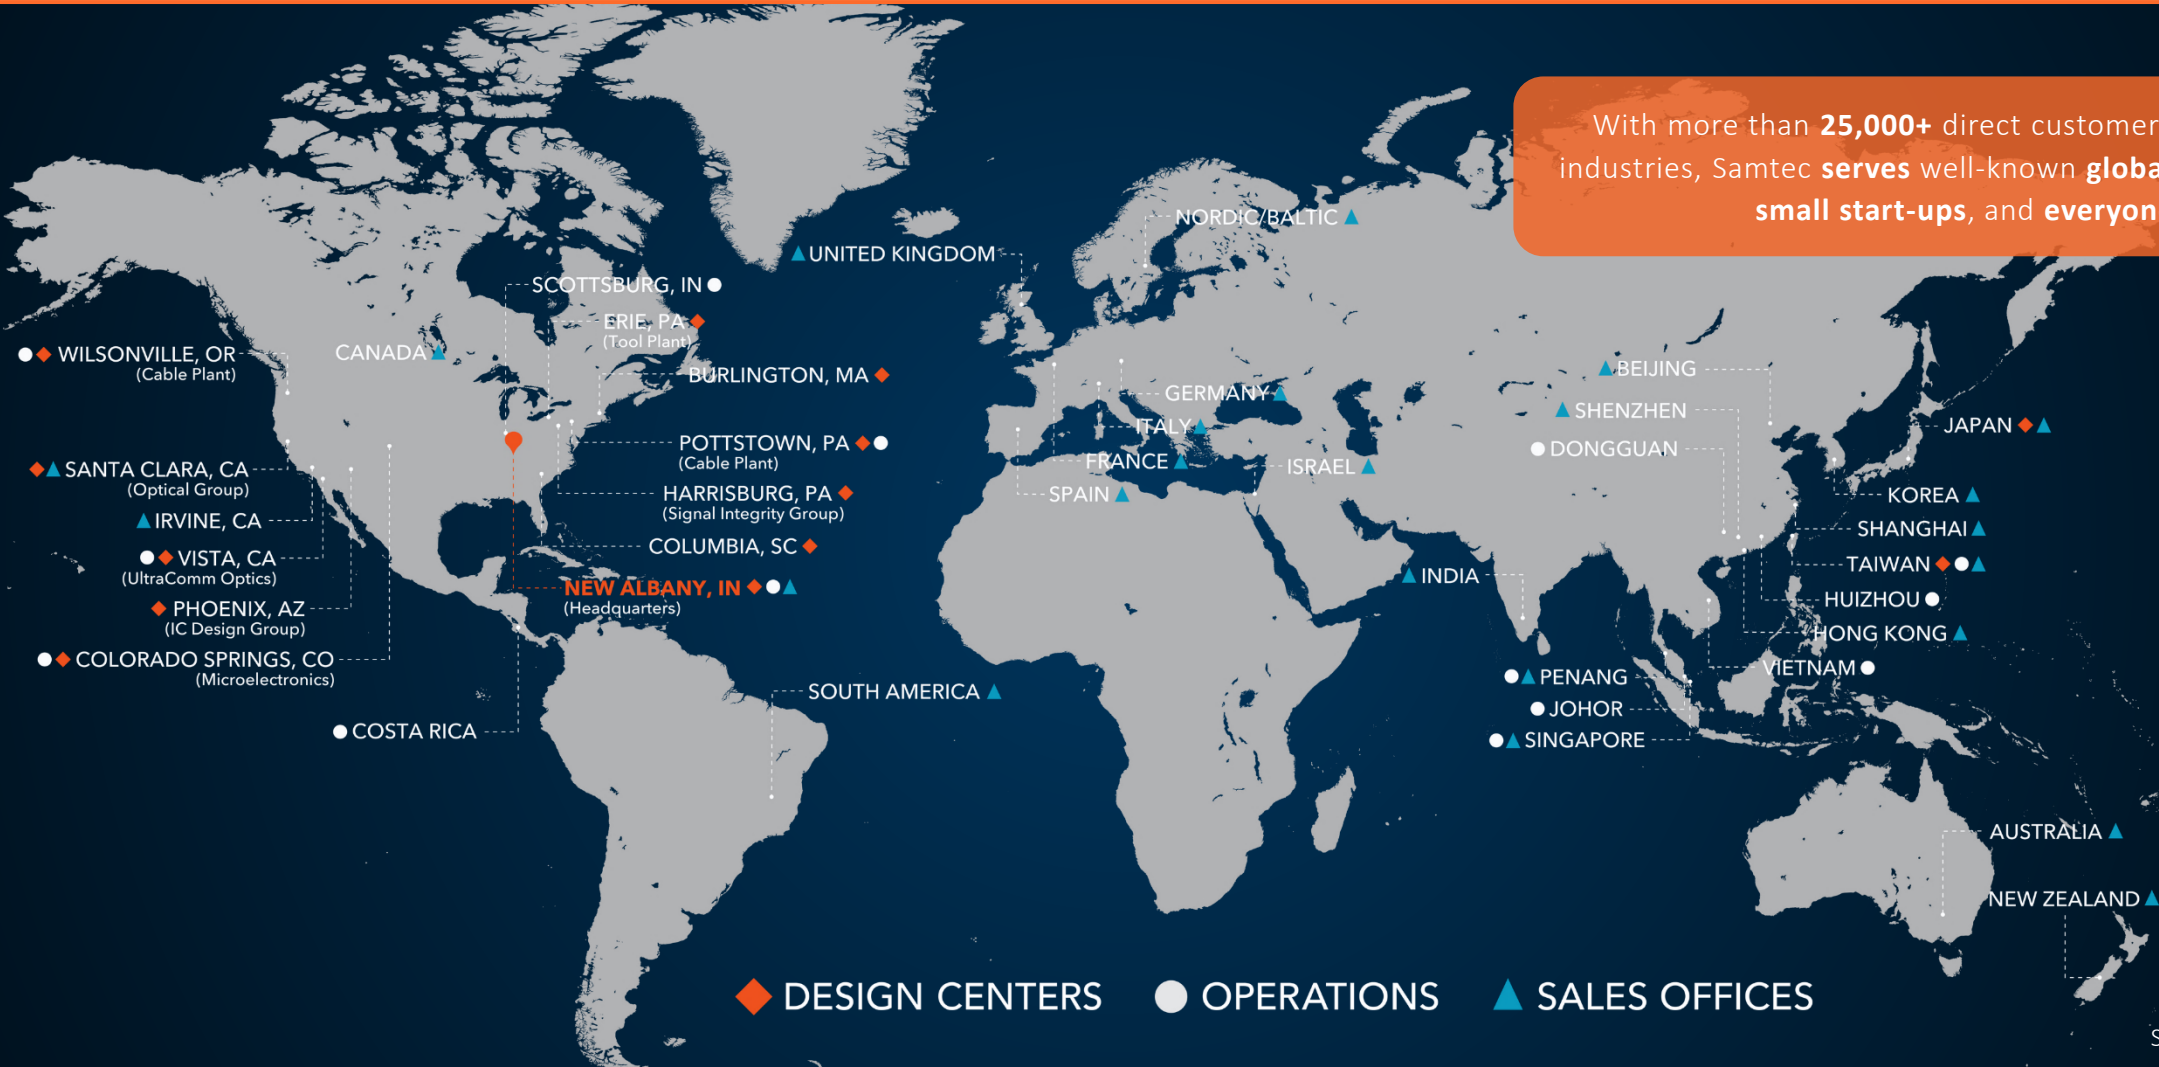 With more than 25,000+ direct customer
industries, Samtec serves well-known globa
small start-ups, and everyon
NORDIC/BALTIC
UNITED KINGDOM
SCOTTSBURG, IN
ERIE, PA
(Tool Plant)
WILSONVILLE, OR
(Cable Plant)
CANADA
BURLINGTON, MA
GERMANY
ITALY
FRANCE
SPAIN
ISRAEL
BEIJING
SHENZHEN
DONGGUAN
JAPAN
POTTSTOWN, PA
(Cable Plant)
SANTA CLARA, CA
(Optical Group)
HARRISBURG, PA
(Signal Integrity Group)
IRVINE, CA
COLUMBIA, SC
VISTA, CA
(UltraComm Optics)
NEW ALBANY, IN
(Headquarters)
PHOENIX, AZ
(IC Design Group)
COLORADO SPRINGS, CO
(Microelectronics)
COSTA RICA
SOUTH AMERICA
INDIA
KOREA
SHANGHAI
TAIWAN
HUIZHOU
HONG KONG
VIETNAM
PENANG
JOHOR
SINGAPORE
AUSTRALIA
NEW ZEALAND
DESIGN CENTERS
OPERATIONS
SALES OFFICES
S